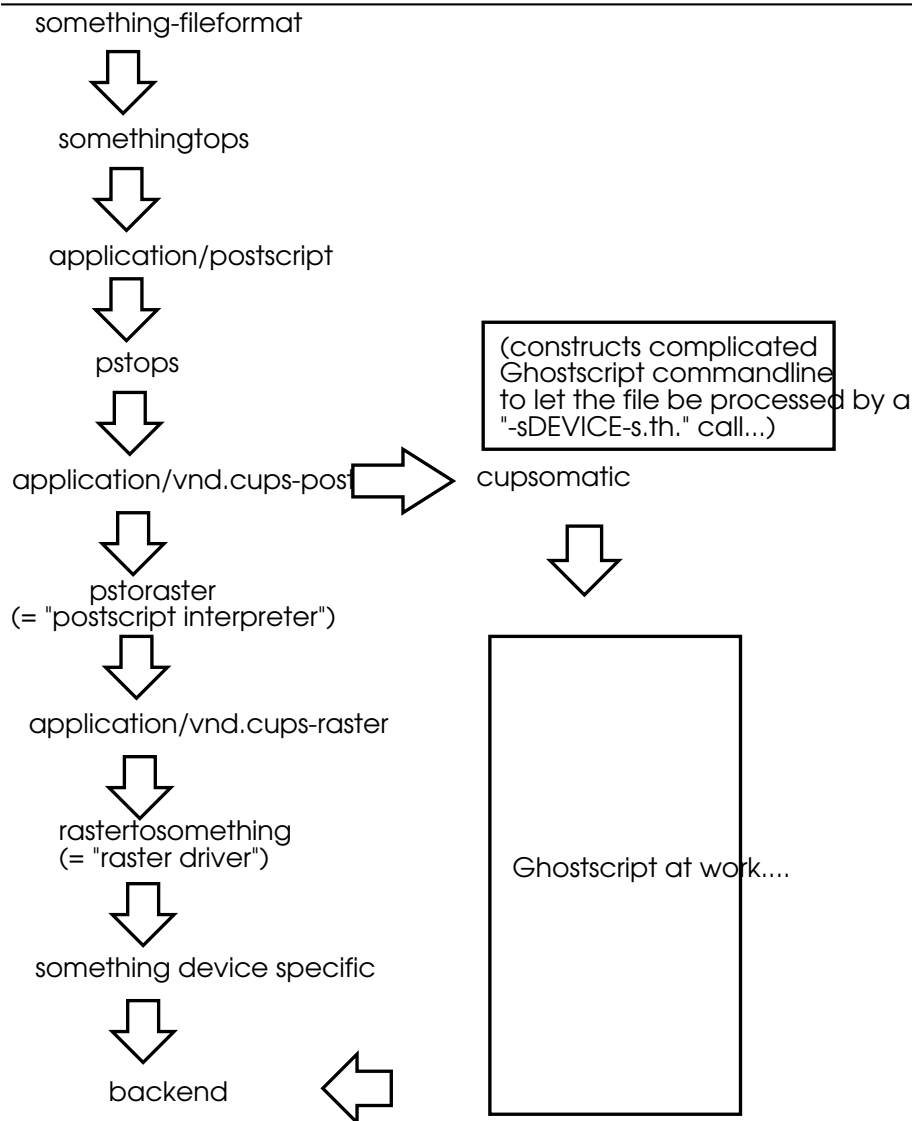 something-fileformat
somethingtops
application/postscript
pstops
(constructs complicated
Ghostscript commandline
to let the file be processed by a
"-sDEVICE-s.th." call...)
application/vnd.cups-post
cupsomatic
pstoraster
(= "postscript interpreter")
application/vnd.cups-raster
rastertosomething
(= "raster driver")
Ghostscript at work....
something device specific
backend